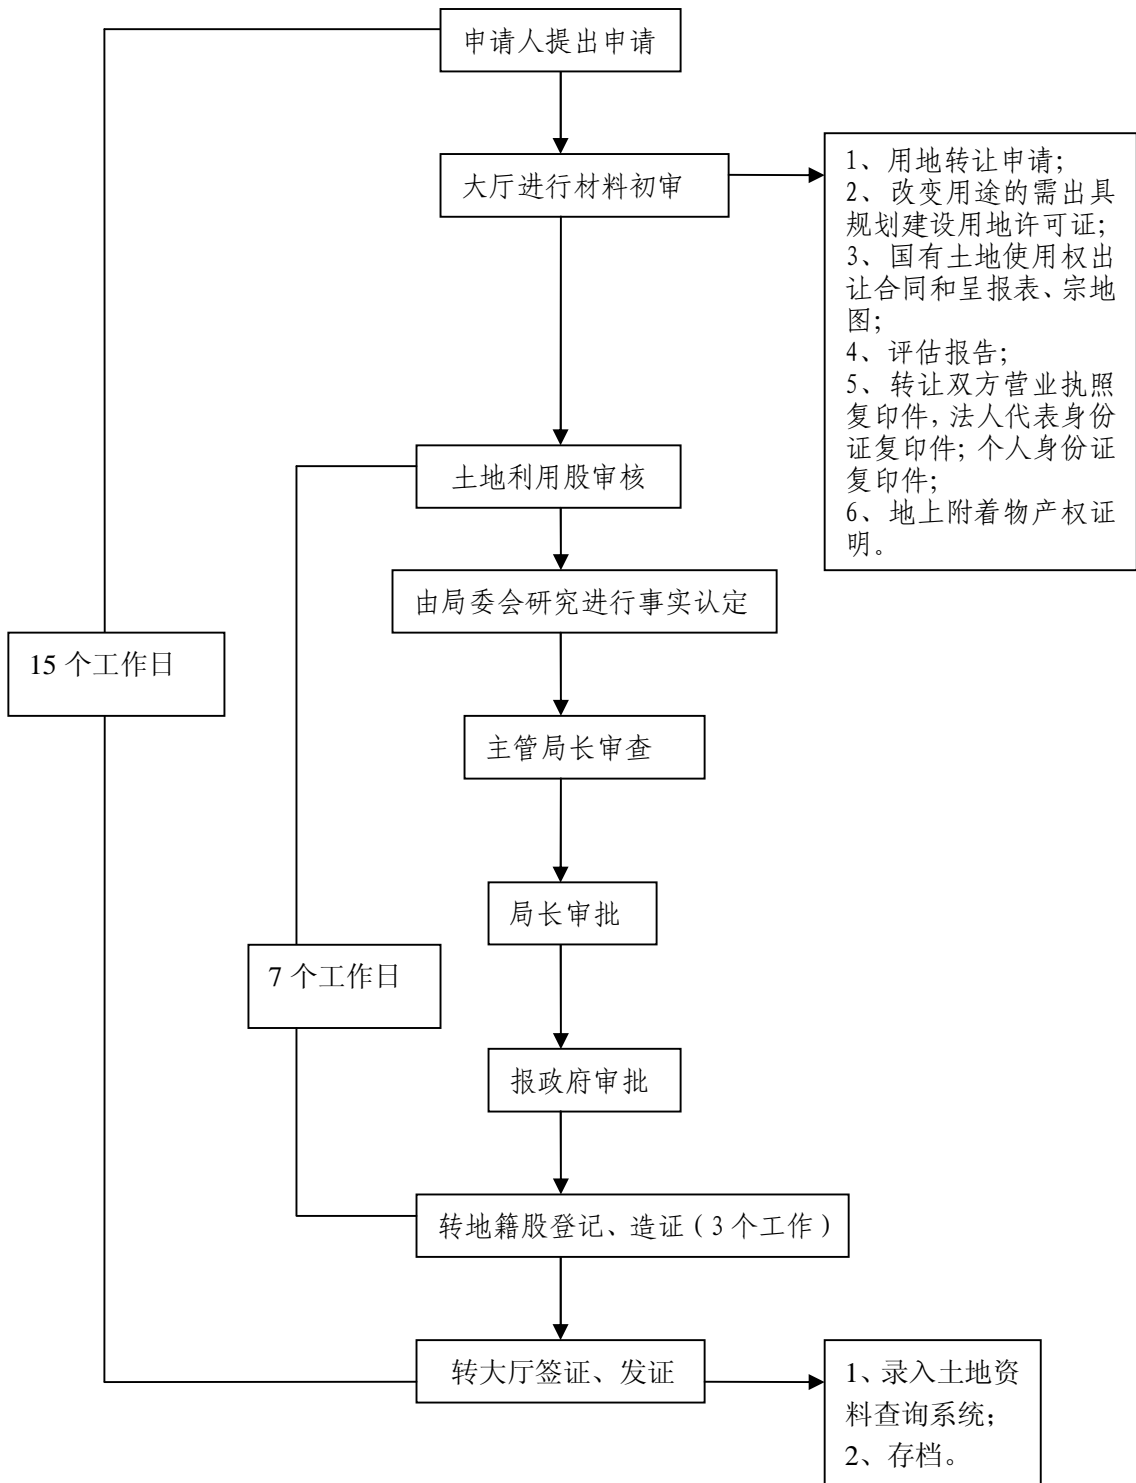 申请人提出申请
大厅进行材料初审
1、用地转让申请；
2、改变用途的需出具
规划建设用地许可证；
3、国有土地使用权出
让合同和呈报表、宗地
图；
4、评估报告；
5、转让双方营业执照
复印件，法人代表身份
证复印件；个人身份证
复印件；
6、地上附着物产权证
明。
土地利用股审核
由局委会研究进行事实认定
15 个工作日
主管局长审查
局长审批
7 个工作日
报政府审批
转地籍股登记、造证（3个工作）
转大厅签证、发证
1、录入土地资
料查询系统；
2、存档。